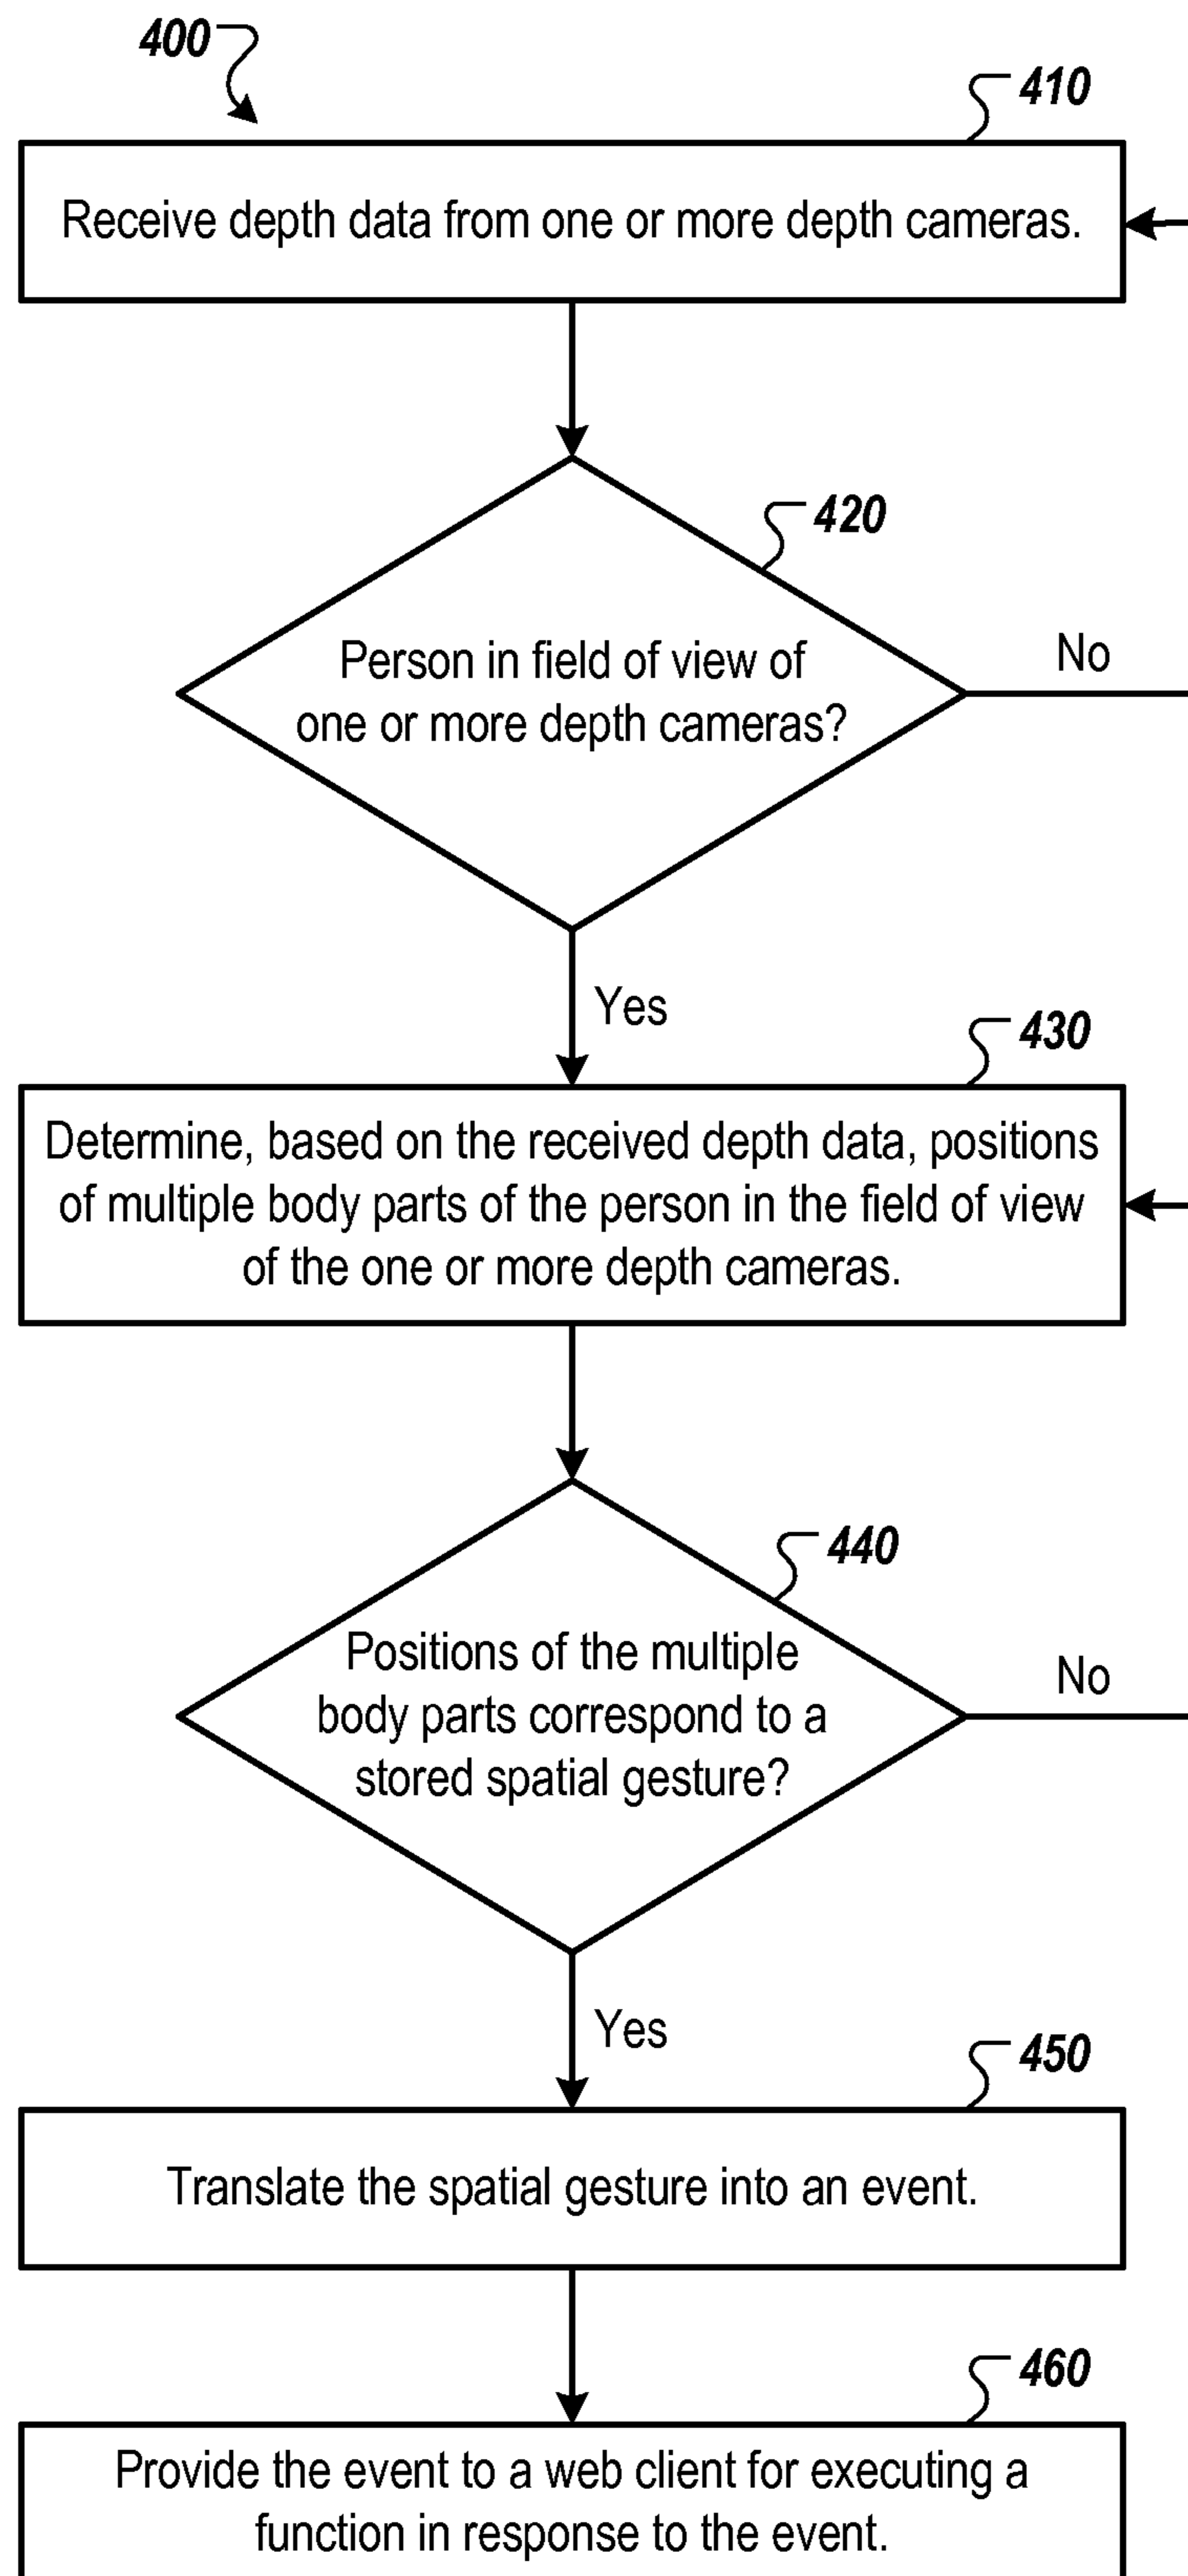 400
410
Receive depth data from one or more depth cameras.
420
Person in field of view of
one or more depth cameras?
No
Yes
430
Determine, based on the received depth data, positions
of multiple body parts of the person in the field of view
of the one or more depth cameras.
440
Positions of the multiple
body parts correspond to a
stored spatial gesture?
No
Yes
450
Translate the spatial gesture into an event.
460
Provide the event to a web client for executing a
function in response to the event.